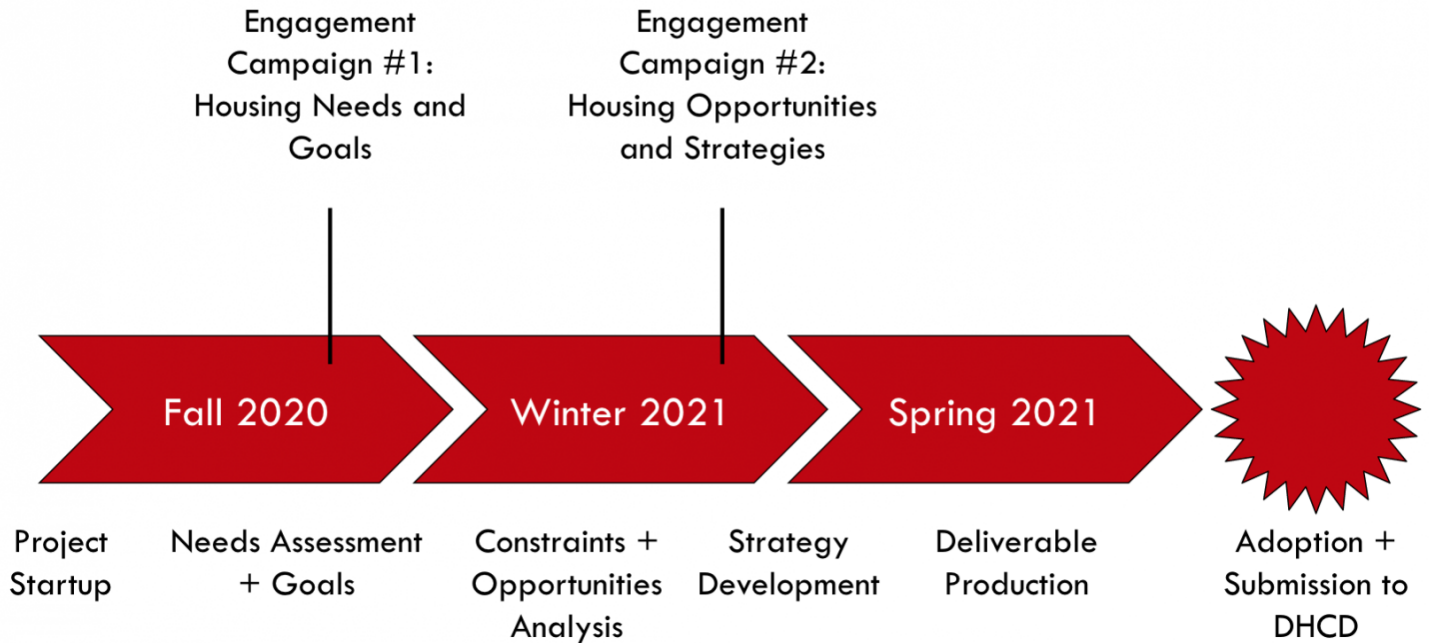 Engagement
Campaign #1:
Housing Needs and
Goals
Engagement
Campaign #2:
Housing Opportunities
and Strategies
Fall 2020
Winter 2021
Spring 2021
Project
Startup
Needs Assessment
+ Goals
Constraints +
Opportunities
Analysis
Strategy
Development
Deliverable
Production
Adoption +
Submission to
DHCD